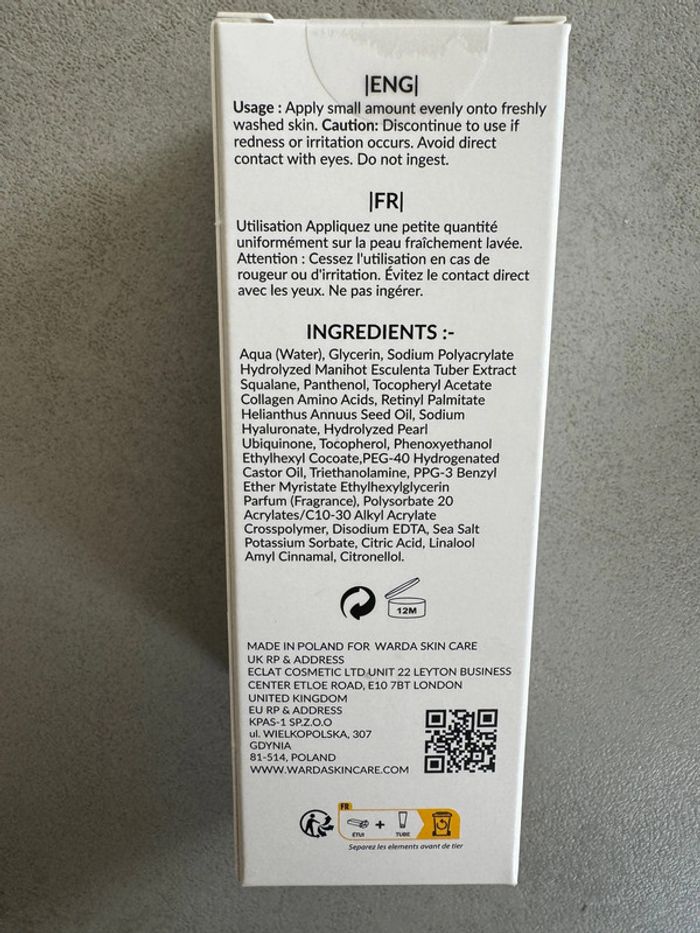 |ENG|
Usage : Apply small amount evenly onto freshly
washed skin. Caution: Discontinue to use if
redness or irritation occurs. Avoid direct
contact with eyes. Do not ingest.
|FR|
Utilisation Appliquez une petite quantité
uniformément sur la peau fraîchement lavée.
Attention : Cessez l'utilisation en cas de
rougeur ou d'irritation. Évitez le contact direct
avec les yeux. Ne pas ingérer.
INGREDIENTS :-
Aqua (Water), Glycerin, Sodium Polyacrylate
Hydrolyzed Manihot Esculenta Tuber Extract
Squalane, Panthenol, Tocopheryl Acetate
Collagen Amino Acids, Retinyl Palmitate
Helianthus Annuus Seed Oil, Sodium
Hyaluronate, Hydrolyzed Pearl
Ubiquinone, Tocopherol, Phenoxyethanol
Ethylhexyl Cocoate,PEG-40 Hydrogenated
Castor Oil, Triethanolamine, PPG-3 Benzyl
Ether Myristate Ethylhexylglycerin
Parfum (Fragrance), Polysorbate 20
Acrylates/C10-30 Alkyl Acrylate
Crosspolymer, Disodium EDTA, Sea Salt
Potassium Sorbate, Citric Acid, Linalool
Amyl Cinnamal, Citronellol.
12M
MADE IN POLAND FOR WARDA SKIN CARE
UK RP & ADDRESS
ECLAT COSMETIC LTD,UNIT 22 LEYTON BUSINESS
CENTER ETLOE ROAD, E10 7BT LONDON
UNITED KINGDOM
EU RP & ADDRESS
KPAS-1 SP.Z.O.O
ul. WIELKOPOLSKA, 307
GDYNIA
81-514, POLAND
WWW.WARDASKINCARE.COM
FR
ÉTUI + TUBE
Separez les elements avant de tier